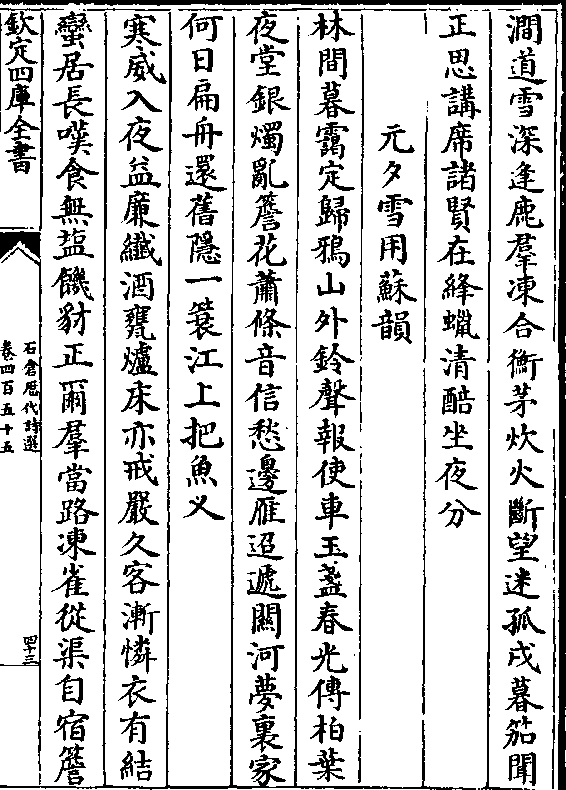 澗道雪深逢鹿羣凍合衡茅炊火斷望迷孤戍暮笳聞
正思講席諸賢在絳蠟清酷坐夜分
元夕雪用蘇韻
林間暮靄定歸鴉山外鈴聲報使車玉盞春光傳柏葉
夜堂銀燭亂簷花蕭條音信愁邊雁迢遞關河夢裏家
何日扁舟還舊隱一蓑江上把魚义
寒威入夜益廉纖酒甕爐床亦戒嚴久客漸憐衣有結
蠻居長嘆食無盐饑豺正爾羣當路凍雀從渠自宿簷
欽定四庫全書
石倉厯代詩選
卷四百五十五
四十三